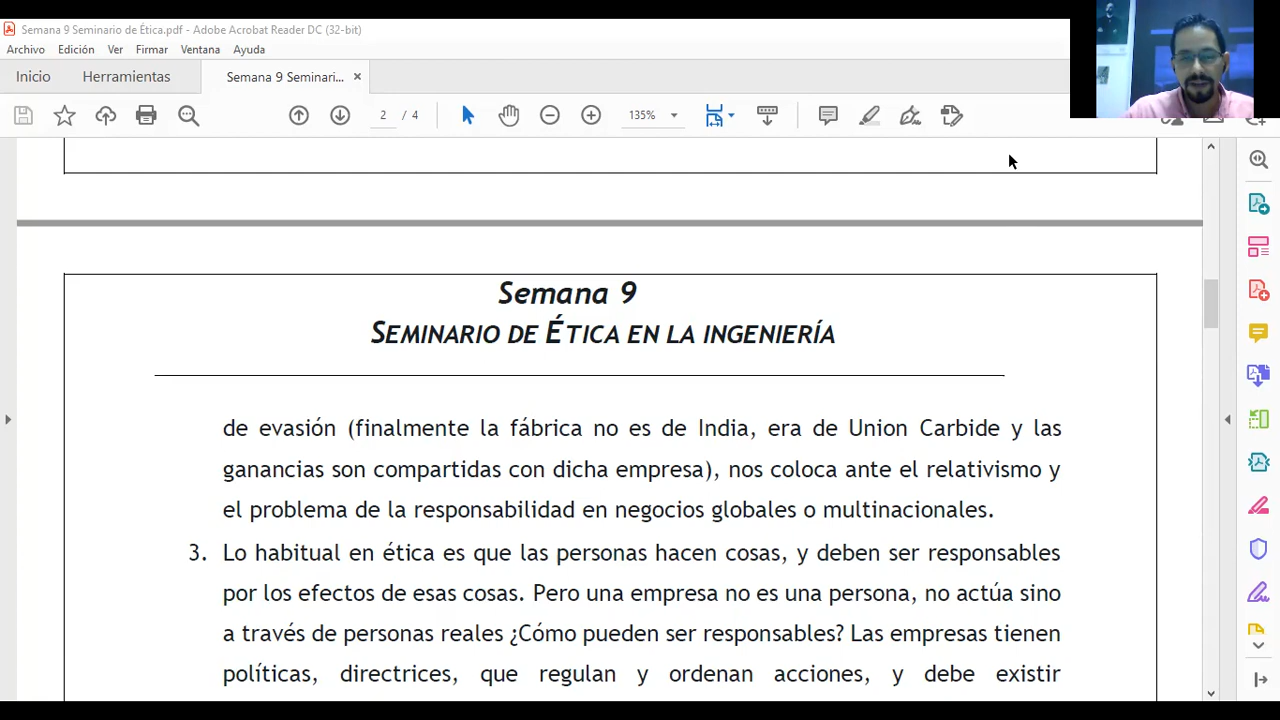 Semana 9 Seminario de Ética.pdf - Adobe Acrobat Reader DC (32-bit)
Archivo Edición Ver Firmar Ventana Ayuda
Inicio Herramientas Semana 9 Seminari... ×
2 / 4 135%
Semana 9
SEMINARIO DE ÉTICA EN LA INGENIERÍA
de evasión (finalmente la fábrica no es de India, era de Union Carbide y las
ganancias son compartidas con dicha empresa), nos coloca ante el relativismo y
el problema de la responsabilidad en negocios globales o multinacionales.
3. Lo habitual en ética es que las personas hacen cosas, y deben ser responsables
por los efectos de esas cosas. Pero una empresa no es una persona, no actúa sino
a través de personas reales ¿Cómo pueden ser responsables? Las empresas tienen
políticas, directrices, que regulan y ordenan acciones, y debe existir